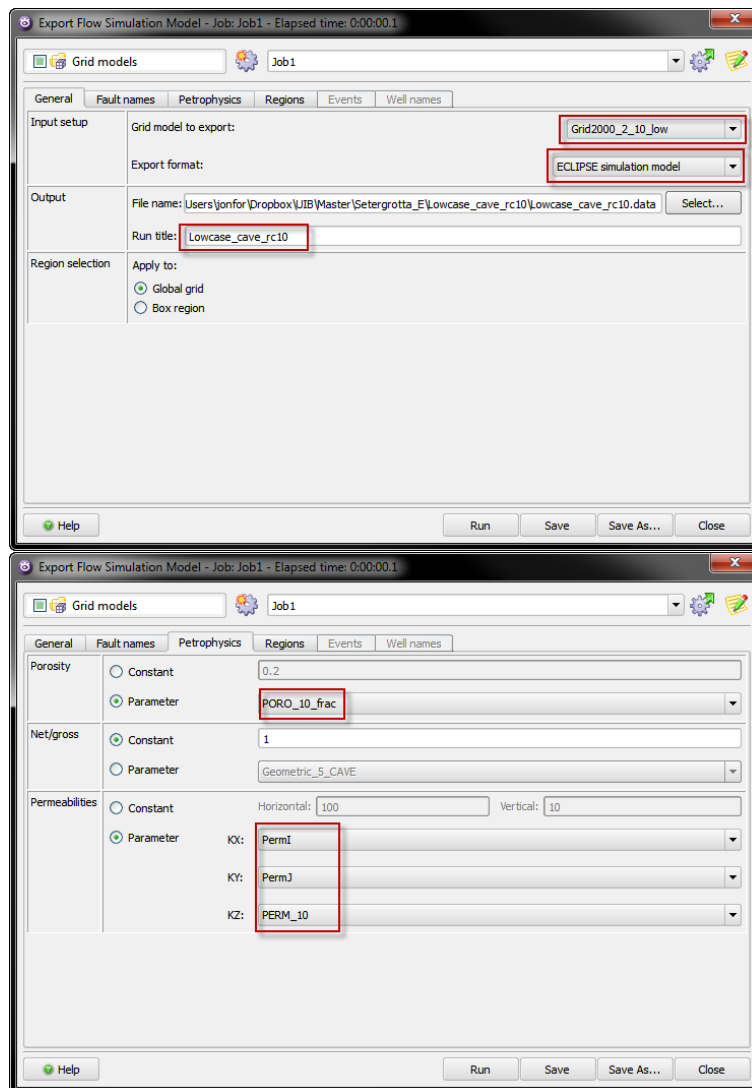 Export Flow Simulation Model - Job: Job1 - Elapsed time: 0:00:00.1
Grid models
Job1
General Fault names Petrophysics Regions Events Well names
Input setup
Grid model to export: Grid2000_2_10_low
Export format: ECLIPSE simulation model
Output
File name: Users\jonfor\Dropbox\UIB\Master\Setergrotta_E\Lowcase_cave_rc10\Lowcase_cave_rc10.data Select...
Run title: Lowcase_cave_rc10
Region selection
Apply to:
Global grid
Box region
Help Run Save Save As... Close
Export Flow Simulation Model - Job: Job1 - Elapsed time: 0:00:00.1
Grid models
Job1
General Fault names Petrophysics Regions Events Well names
Porosity
Constant 0.2
Parameter PORO_10_frac
Net/gross
Constant 1
Parameter Geometric_5_CAVE
Permeabilities
Constant Horizontal: 100 Vertical: 10
Parameter KX: PermI
KY: PermJ
KZ: PERM_10
Help Run Save Save As... Close